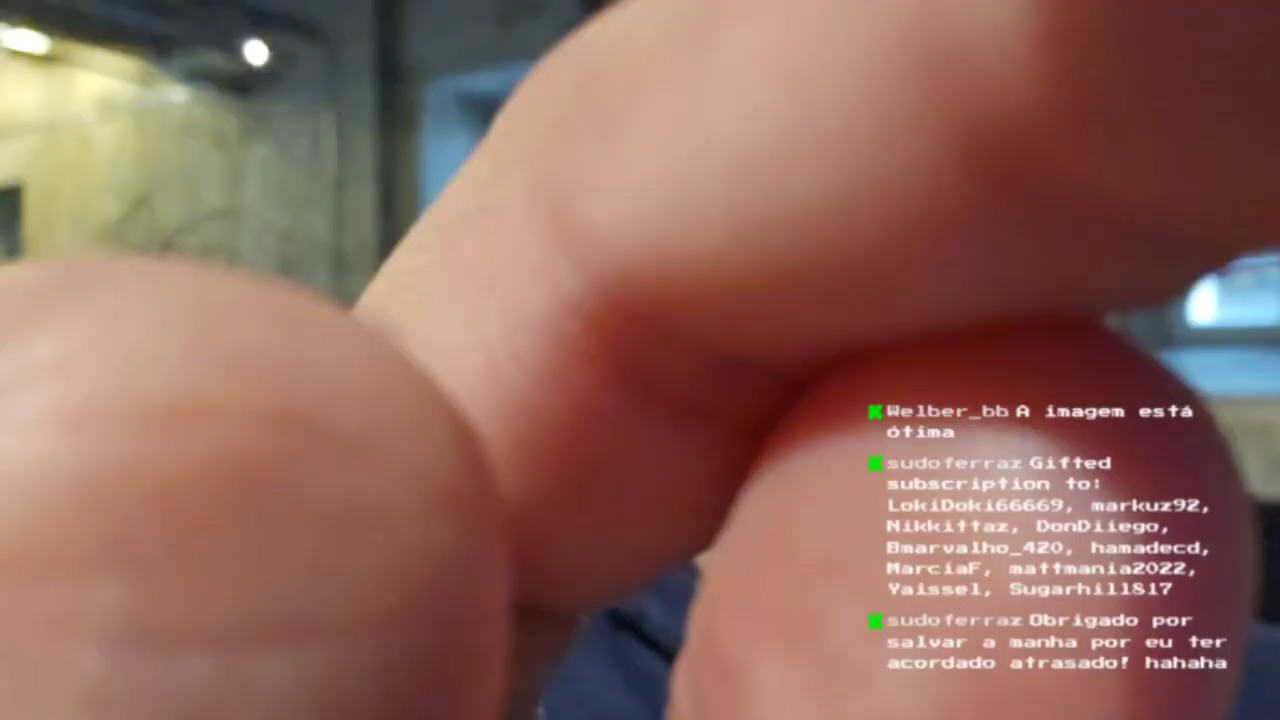 Welber_bb A imagem está
ótima
sudoferraz Gifted
subscription to:
LokiDoki66669, markuz92,
Nikkittaz, DonDiiego,
Bmarvalho_420, hamadecd,
MarciaF, mattmania2022,
Yaissel, Sugarhill817
sudoferraz Obrigado por
salvar a manha por eu ter
acordado atrasado! hahaha